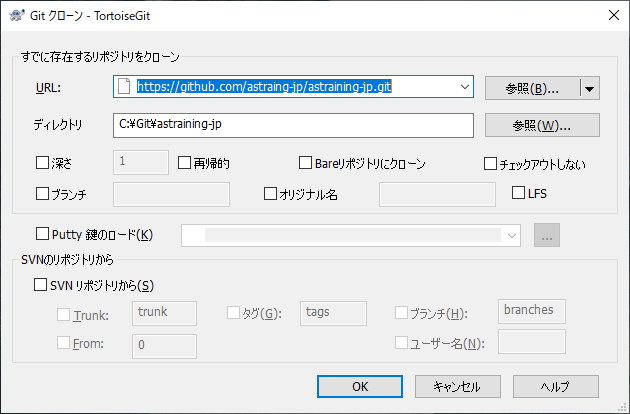 Git クローン - TortoiseGit
すでに存在するリポジトリをクローン
URL: https://github.com/astraing-jp/astraining-jp.git 参照(B)...
ディレクトリ C:¥Git¥astraining-jp 参照(W)...
深さ 1 再帰的 Bareリポジトリにクローン チェックアウトしない
ブランチ オリジナル名 LFS
Putty 鍵のロード(K) ...
SVNのリポジトリから
SVN リポジトリから(S)
Trunk: trunk タグ(G): tags ブランチ(H): branches
From: 0 ユーザー名(N):
OK キャンセル ヘルプ